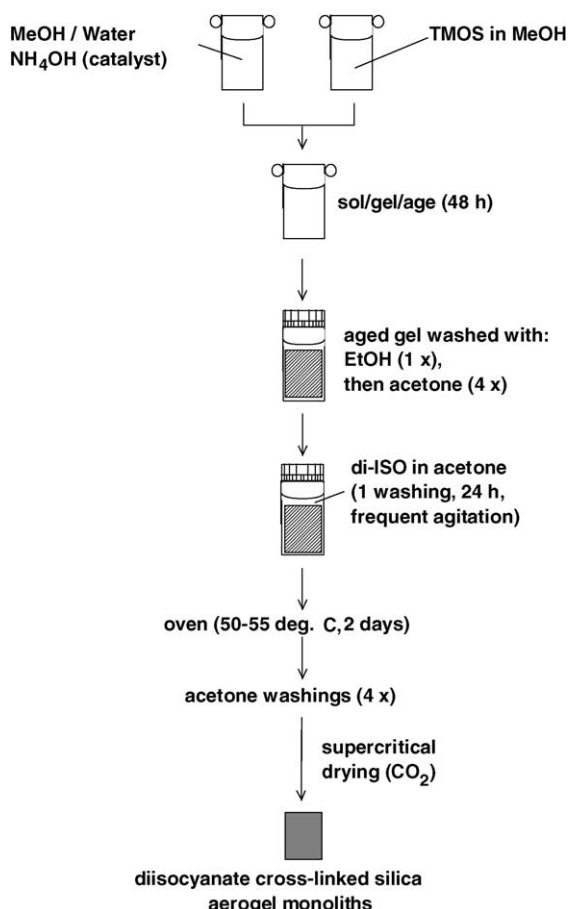 MeOH / Water
NH4OH (catalyst)
TMOS in MeOH
sol/gel/age (48 h)
aged gel washed with:
EtOH (1 x),
then acetone (4 x)
di-ISO in acetone
(1 washing, 24 h,
frequent agitation)
oven (50-55 deg. C, 2 days)
acetone washings (4 x)
supercritical
drying (CO2)
diisocyanate cross-linked silica
aerogel monoliths